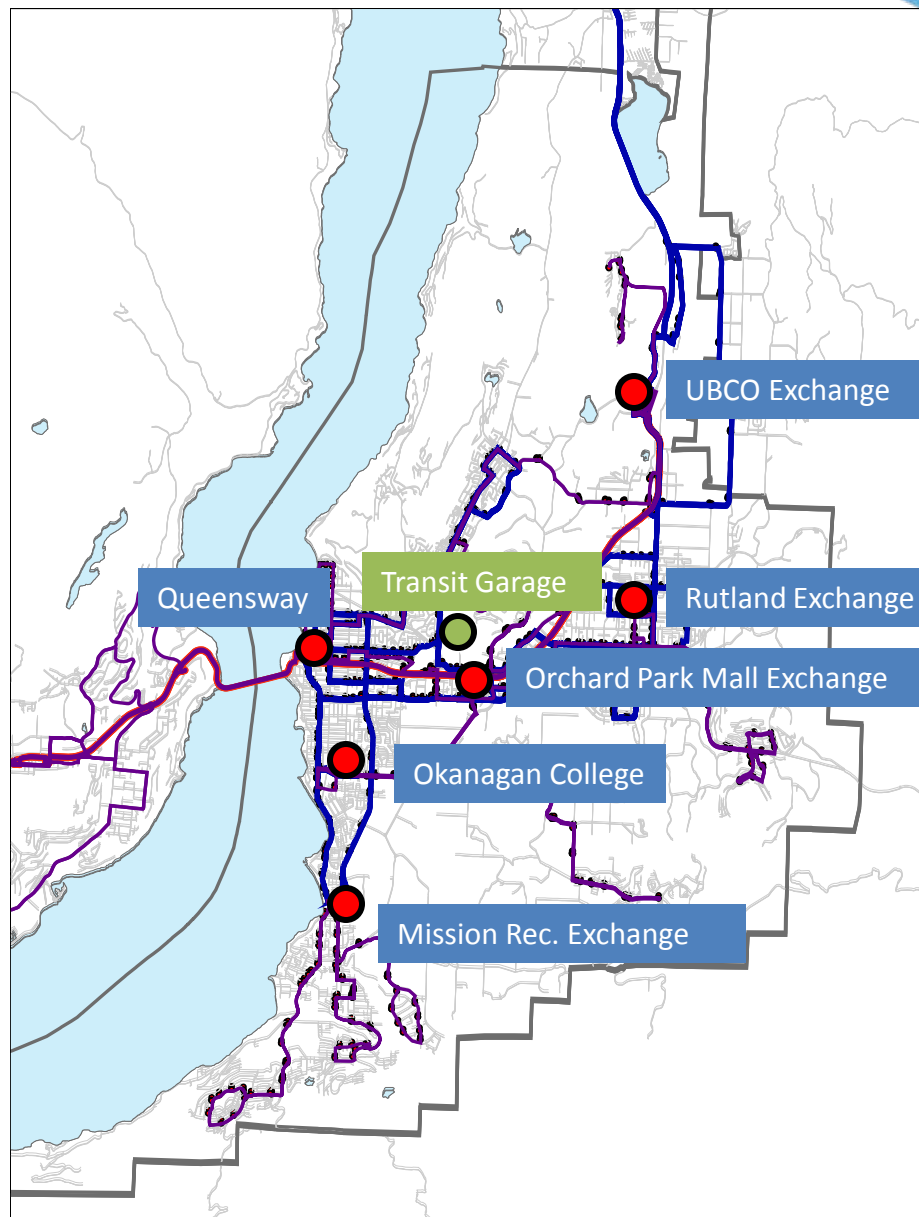 UBCO Exchange
Transit Garage
Queensway
Rutland Exchange
Orchard Park Mall Exchange
Okanagan College
Mission Rec. Exchange